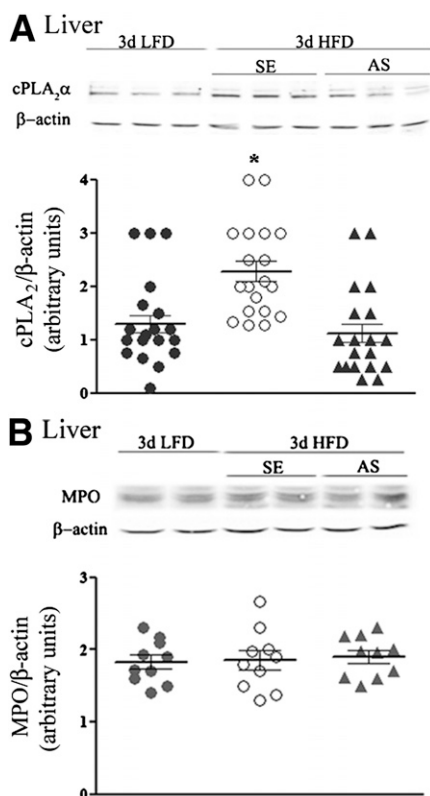 A Liver
3d LFD 3d HFD
SE AS
cPLA₂α
β-actin
*
4
3
2
1
0
cPLA₂/β-actin
(arbitrary units)
B Liver
3d LFD 3d HFD
SE AS
MPO
β-actin
3
2
1
0
MPO/β-actin
(arbitrary units)